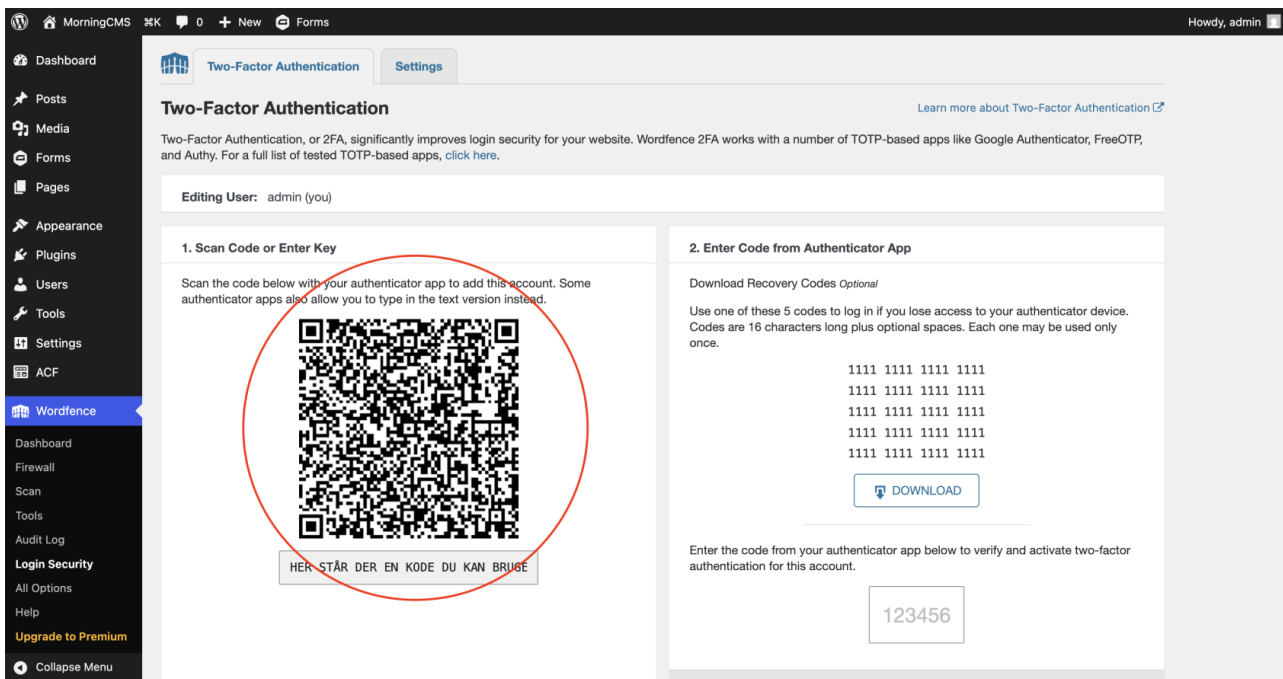 MorningCMS ⌘K 0 + New Forms
Howdy, admin
Dashboard
Posts
Media
Forms
Pages
Appearance
Plugins
Users
Tools
Settings
ACF
Wordfence
Dashboard
Firewall
Scan
Tools
Audit Log
Login Security
All Options
Help
Upgrade to Premium
Collapse Menu
Two-Factor Authentication
Settings
Two-Factor Authentication
Learn more about Two-Factor Authentication
Two-Factor Authentication, or 2FA, significantly improves login security for your website. Wordfence 2FA works with a number of TOTP-based apps like Google Authenticator, FreeOTP,
and Authy. For a full list of tested TOTP-based apps, click here.
Editing User: admin (you)
1. Scan Code or Enter Key
Scan the code below with your authenticator app to add this account. Some
authenticator apps also allow you to type in the text version instead.
HER STÅR DER EN KODE DU KAN BRUGE
2. Enter Code from Authenticator App
Download Recovery Codes Optional
Use one of these 5 codes to log in if you lose access to your authenticator device.
Codes are 16 characters long plus optional spaces. Each one may be used only
once.
1111 1111 1111 1111
1111 1111 1111 1111
1111 1111 1111 1111
1111 1111 1111 1111
1111 1111 1111 1111
DOWNLOAD
Enter the code from your authenticator app below to verify and activate two-factor
authentication for this account.
123456